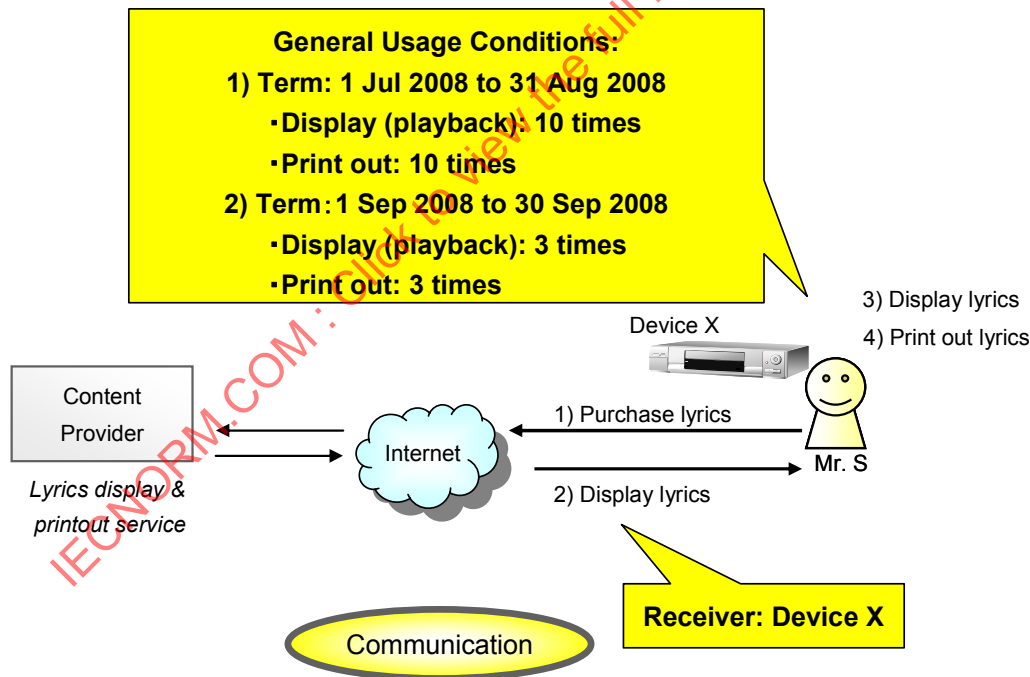 General Usage Conditions:
1) Term: 1 Jul 2008 to 31 Aug 2008
・Display (playback): 10 times
・Print out: 10 times
2) Term：1 Sep 2008 to 30 Sep 2008
・Display (playback): 3 times
・Print out: 3 times
3) Display lyrics
4) Print out lyrics
Device X
Content
Provider
Lyrics display &
printout service
Internet
1) Purchase lyrics
2) Display lyrics
Mr. S
Receiver: Device X
Communication
IECNORM.COM : Click to view the full